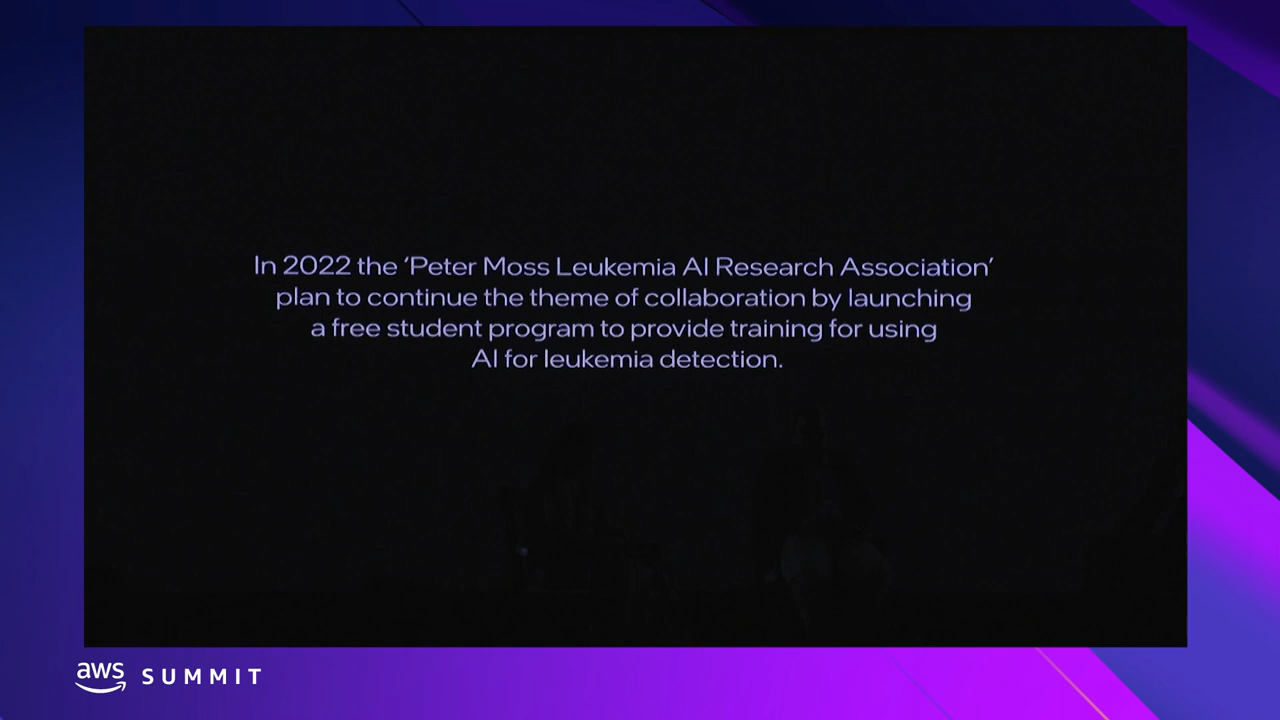 In 2022 the ‘Peter Moss Leukemia AI Research Association’
plan to continue the theme of collaboration by launching
a free student program to provide training for using
AI for leukemia detection.
aws SUMMIT